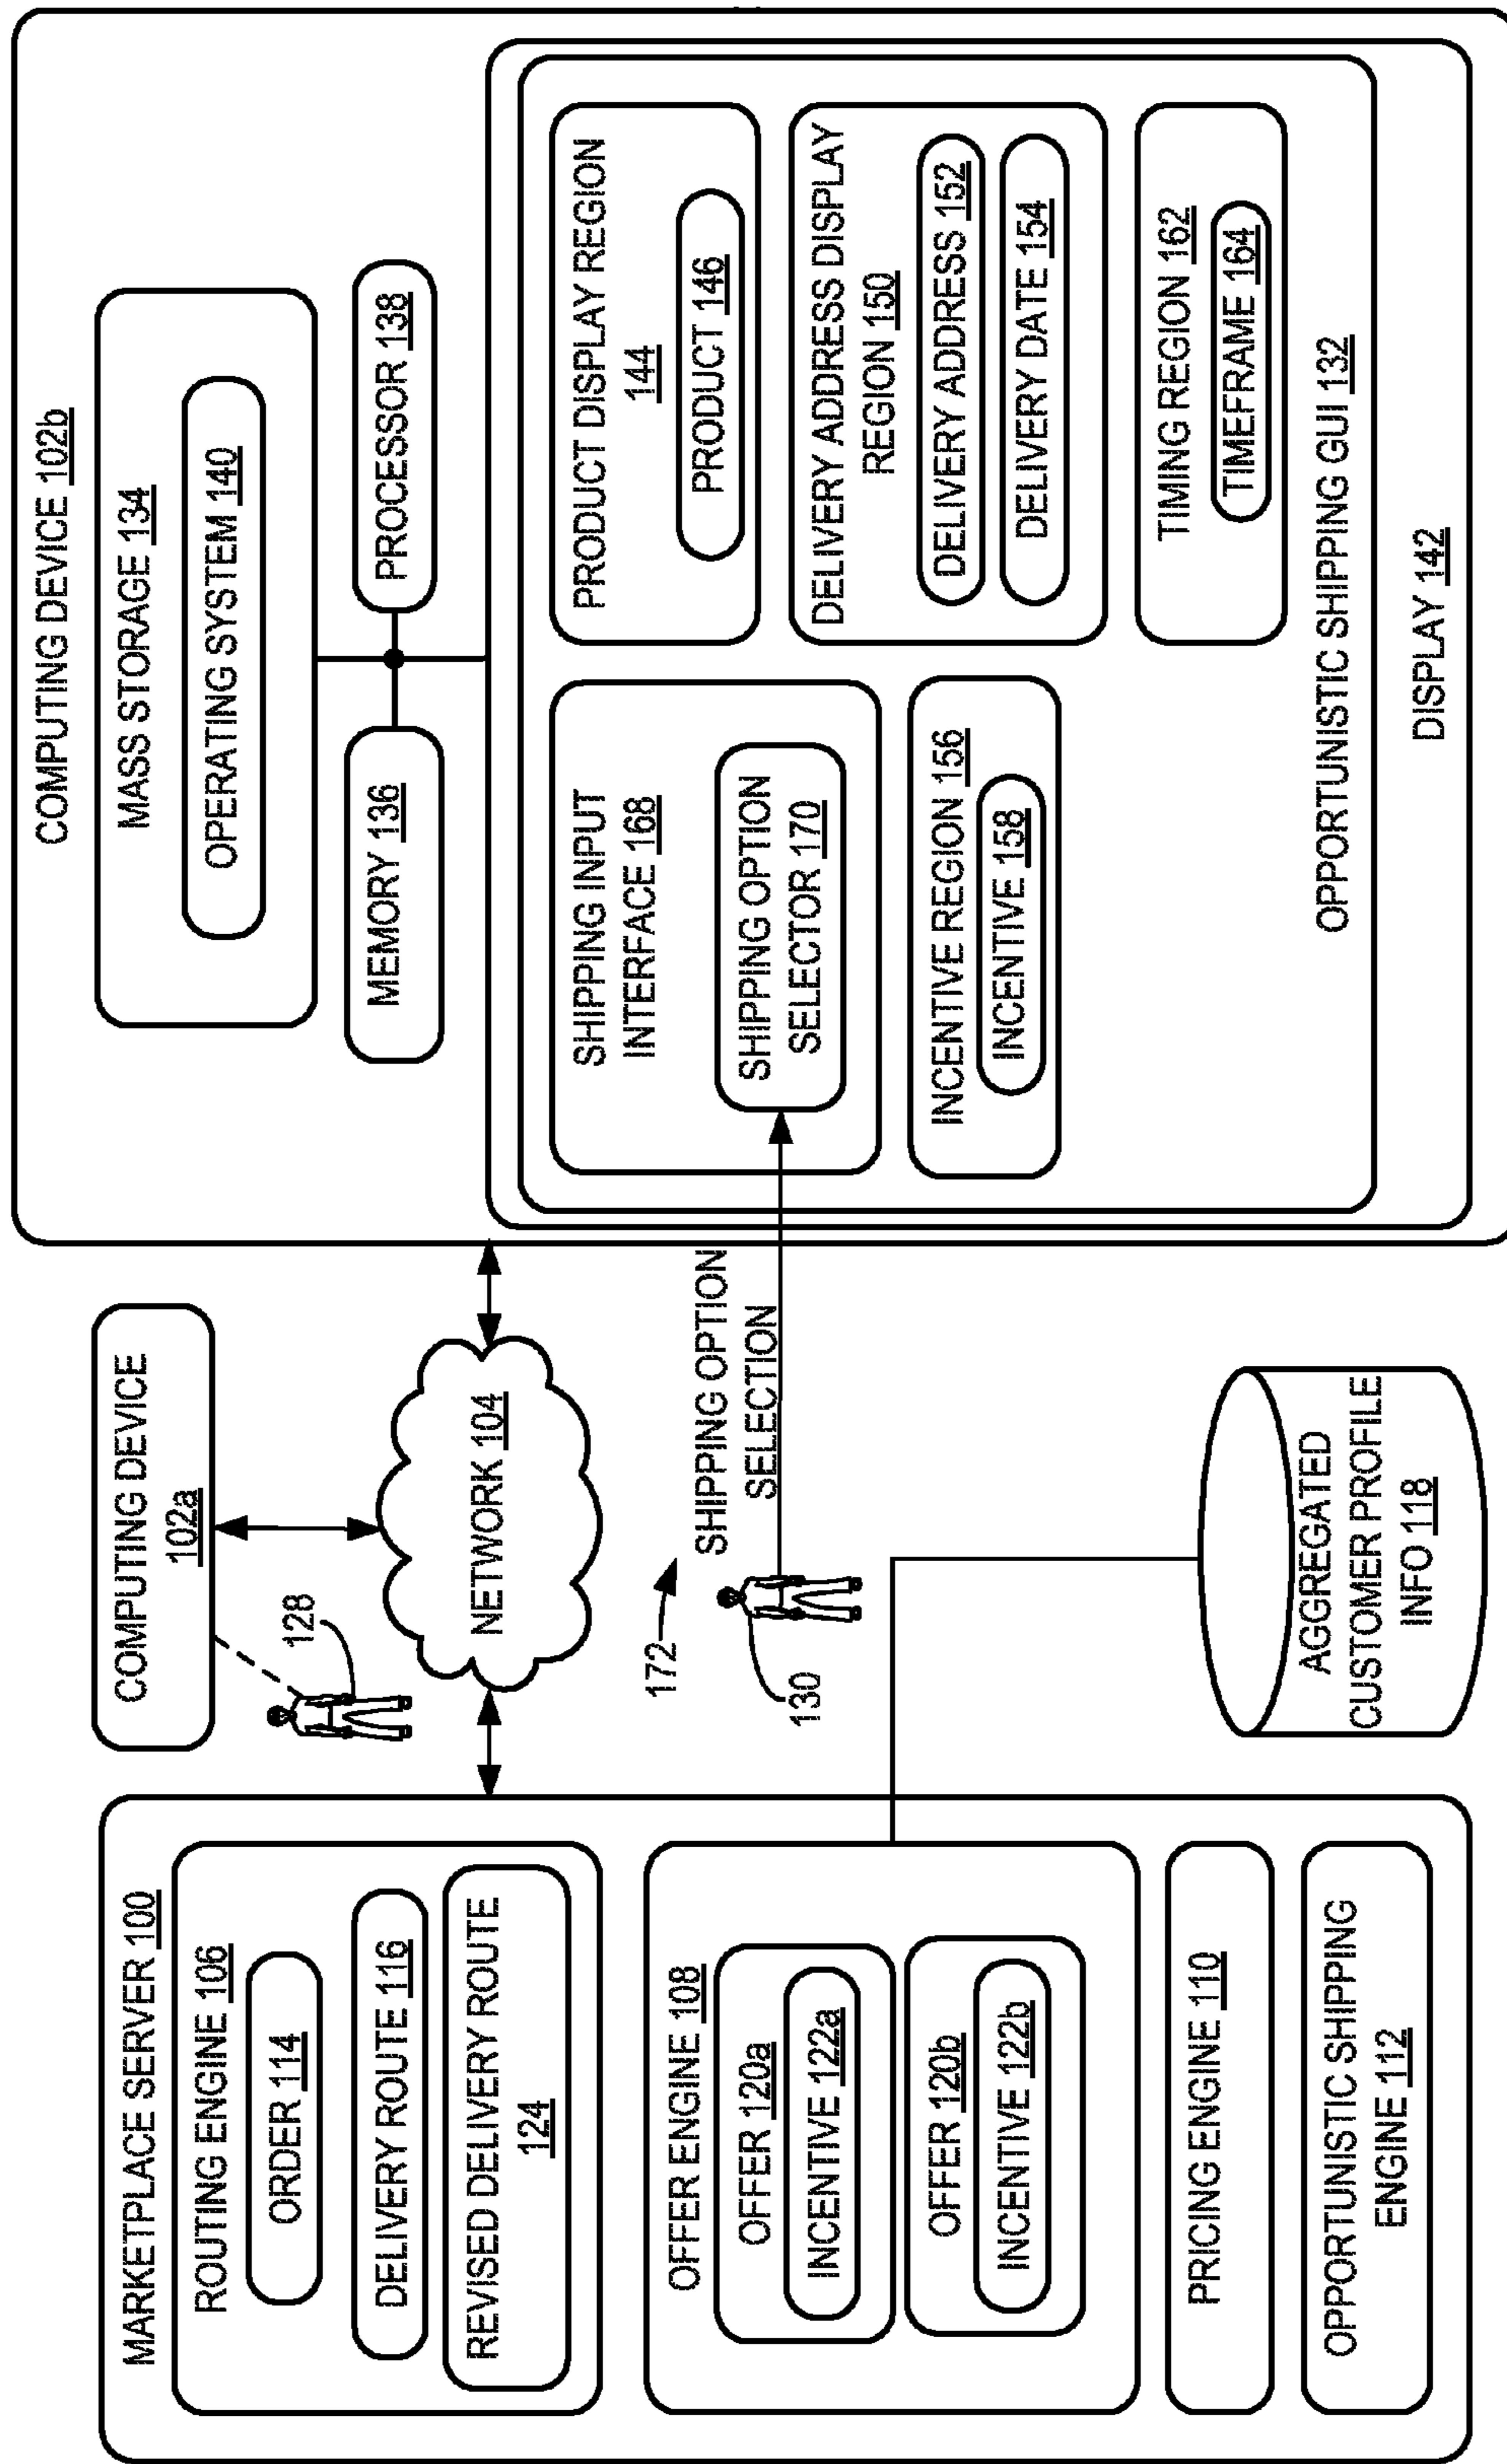 MARKETPLACE SERVER 100
ROUTING ENGINE 106
ORDER 114
DELIVERY ROUTE 116
REVISED DELIVERY ROUTE
124
OFFER ENGINE 108
OFFER 120a
INCENTIVE 122a
OFFER 120b
INCENTIVE 122b
PRICING ENGINE 110
OPPORTUNISTIC SHIPPING
ENGINE 112
COMPUTING DEVICE
102a
128
NETWORK 104
172
SHIPPING OPTION
SELECTION
130
AGGREGATED
CUSTOMER PROFILE
INFO 118
COMPUTING DEVICE 102b
MASS STORAGE 134
OPERATING SYSTEM 140
MEMORY 136
PROCESSOR 138
SHIPPING INPUT
INTERFACE 168
SHIPPING OPTION
SELECTOR 170
INCENTIVE REGION 156
INCENTIVE 158
PRODUCT DISPLAY REGION
144
PRODUCT 146
DELIVERY ADDRESS DISPLAY
REGION 150
DELIVERY ADDRESS 152
DELIVERY DATE 154
TIMING REGION 162
TIMEFRAME 164
OPPORTUNISTIC SHIPPING GUI 132
DISPLAY 142